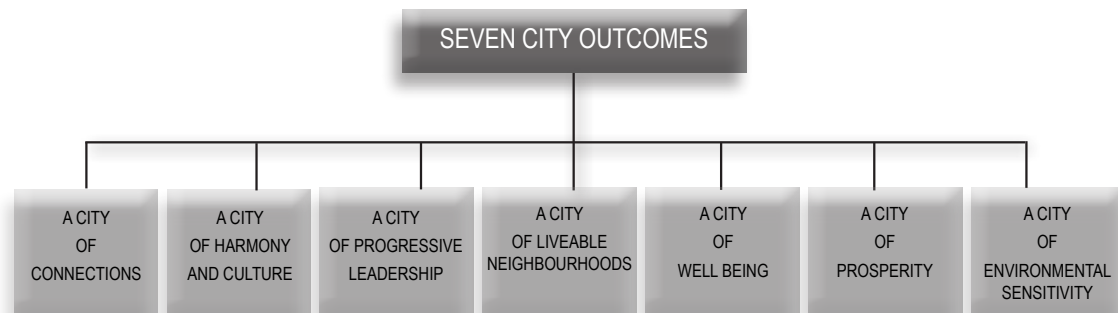 SEVEN CITY OUTCOMES
A CITY
OF
CONNECTIONS
A CITY
OF HARMONY
AND CULTURE
A CITY
OF PROGRESSIVE
LEADERSHIP
A CITY
OF LIVEABLE
NEIGHBOURHOODS
A CITY
OF
WELL BEING
A CITY
OF
PROSPERITY
A CITY
OF
ENVIRONMENTAL
SENSITIVITY